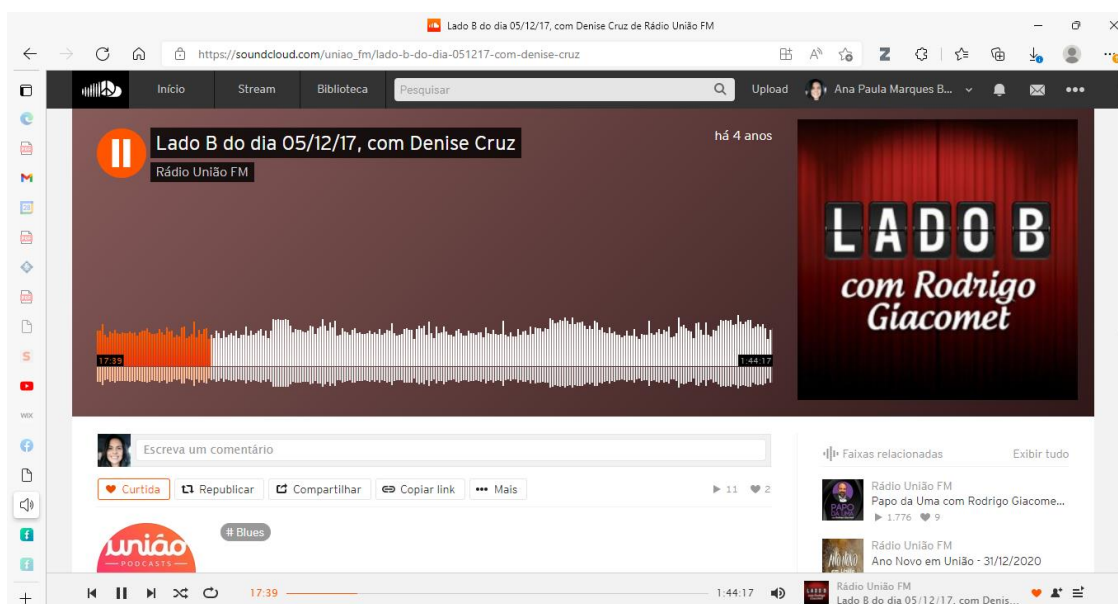 Lado B do dia 05/12/17, com Denise Cruz de Rádio União FM
https://soundcloud.com/uniao_fm/lado-b-do-dia-051217-com-denise-cruz
Início Stream Biblioteca Pesquisar Upload Ana Paula Marques B...
Lado B do dia 05/12/17, com Denise Cruz
há 4 anos
Rádio União FM
LADO B
com Rodrigo
Giacomet
17:39
1:44:17
Escreva um comentário
Curtida Republicar Compartilhar Copiar link Mais
11 2
# Blues
união
PODCASTS
Faixas relacionadas Exibir tudo
Rádio União FM
Papo da Uma com Rodrigo Giacome...
1.776 9
Rádio União FM
Ano Novo em União - 31/12/2020
WIX
17:39
1:44:17
Rádio União FM
Lado B do dia 05/12/17, com Denis...